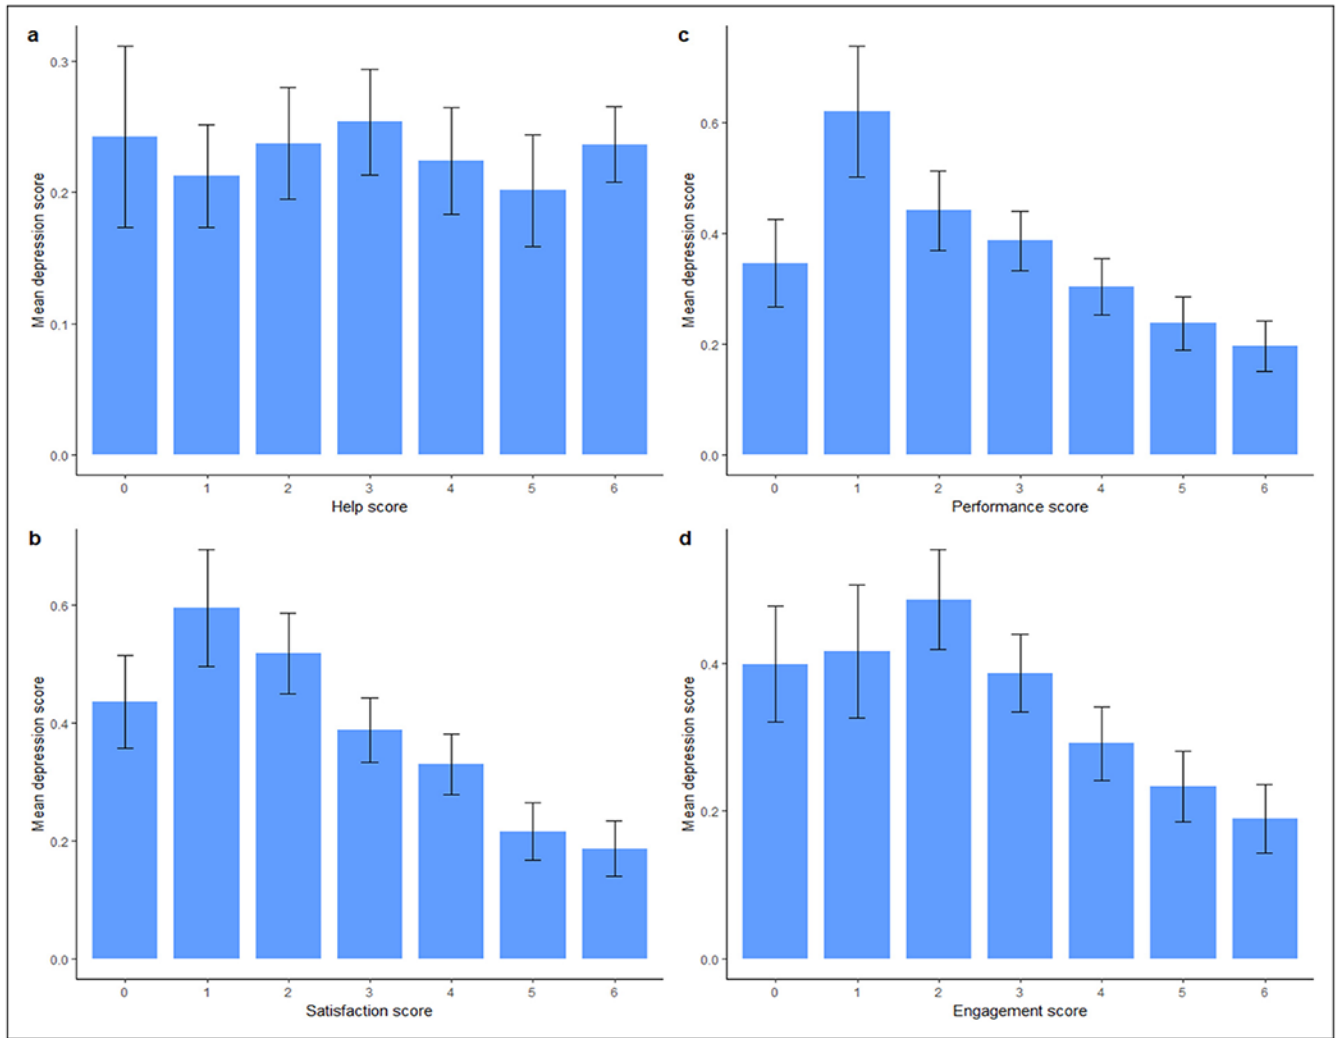 a
Mean depression score
0.3
0.2
0.1
0.0
0 1 2 3 4 5 6
Help score
c
Mean depression score
0.6
0.4
0.2
0.0
0 1 2 3 4 5 6
Performance score
b
Mean depression score
0.6
0.4
0.2
0.0
0 1 2 3 4 5 6
Satisfaction score
d
Mean depression score
0.4
0.2
0.0
0 1 2 3 4 5 6
Engagement score